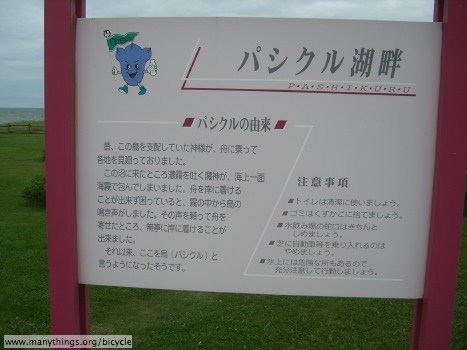 パシクル湖畔
P・A・S・H・I・K・U・R・U
パシクルの由来
昔、この島を支配していた神様が、舟に乗って
各地を見廻っておりました。
この沼に来たところ濃霧を吐く魔神が、海上一面
海霧で包んでしまいました。舟を岸に着ける
ことが出来ず困っていると、霧の中から烏の
鳴き声がしました。その声を頼って舟を
寄せたところ、無事に岸に着けることが
出来ました。
それ以来、ここを烏（パシクル）と
言うようになったそうです。
注意事項
■トイレは清潔に使いましょう。
■ゴミはくずかごに捨てましょう。
■水飲み場の蛇口はきちんと
しめましょう。
■芝に自動車等を乗り入れるのは
やめましょう。
■氷上には危険な所もあるので
充分注意して行動しましょう。
www.manythings.org/bicycle